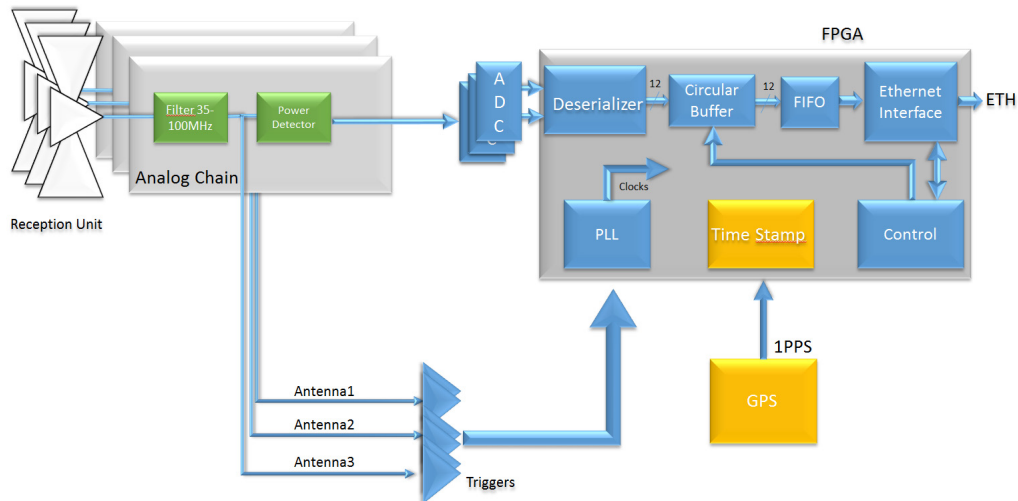 FPGA
Filter 35-
100MHz
Power
Detector
Analog Chain
Reception Unit
A
D
C
C
Deserializer
12
Circular
Buffer
12
FIFO
Ethernet
Interface
ETH
Clocks
PLL
Time Stamp
Control
1PPS
GPS
Antenna1
Antenna2
Antenna3
Triggers